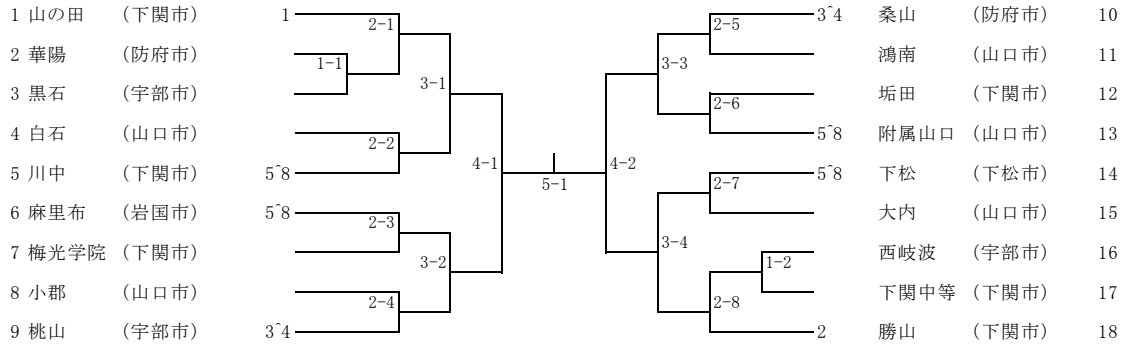 1 山の田 (下関市) 1 3~4 桑山 (防府市) 10
2-1 2-5
2 華陽 (防府市) 鴻南 (山口市) 11
1-1 3-3
3 黒石 (宇部市) 3-1 垢田 (下関市) 12
2-6
4 白石 (山口市) 5~8 附属山口 (山口市) 13
2-2
4-1 4-2
5 川中 (下関市) 5~8 5~8 下松 (下松市) 14
5-1 2-7
6 麻里布 (岩国市) 5~8 大内 (山口市) 15
2-3
3-4
7 梅光学院 (下関市) 西岐波 (宇部市) 16
3-2 1-2
8 小郡 (山口市) 下関中等 (下関市) 17
2-4 2-8
9 桃山 (宇部市) 3~4 2 勝山 (下関市) 18